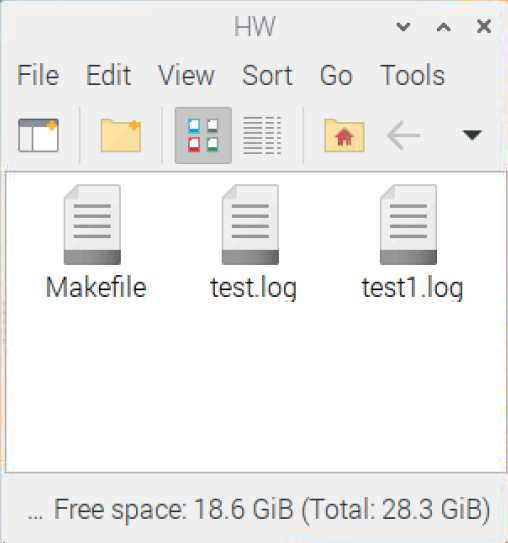 HW
File Edit View Sort Go Tools
Makefile test.log test1.log
... Free space: 18.6 GiB (Total: 28.3 GiB)